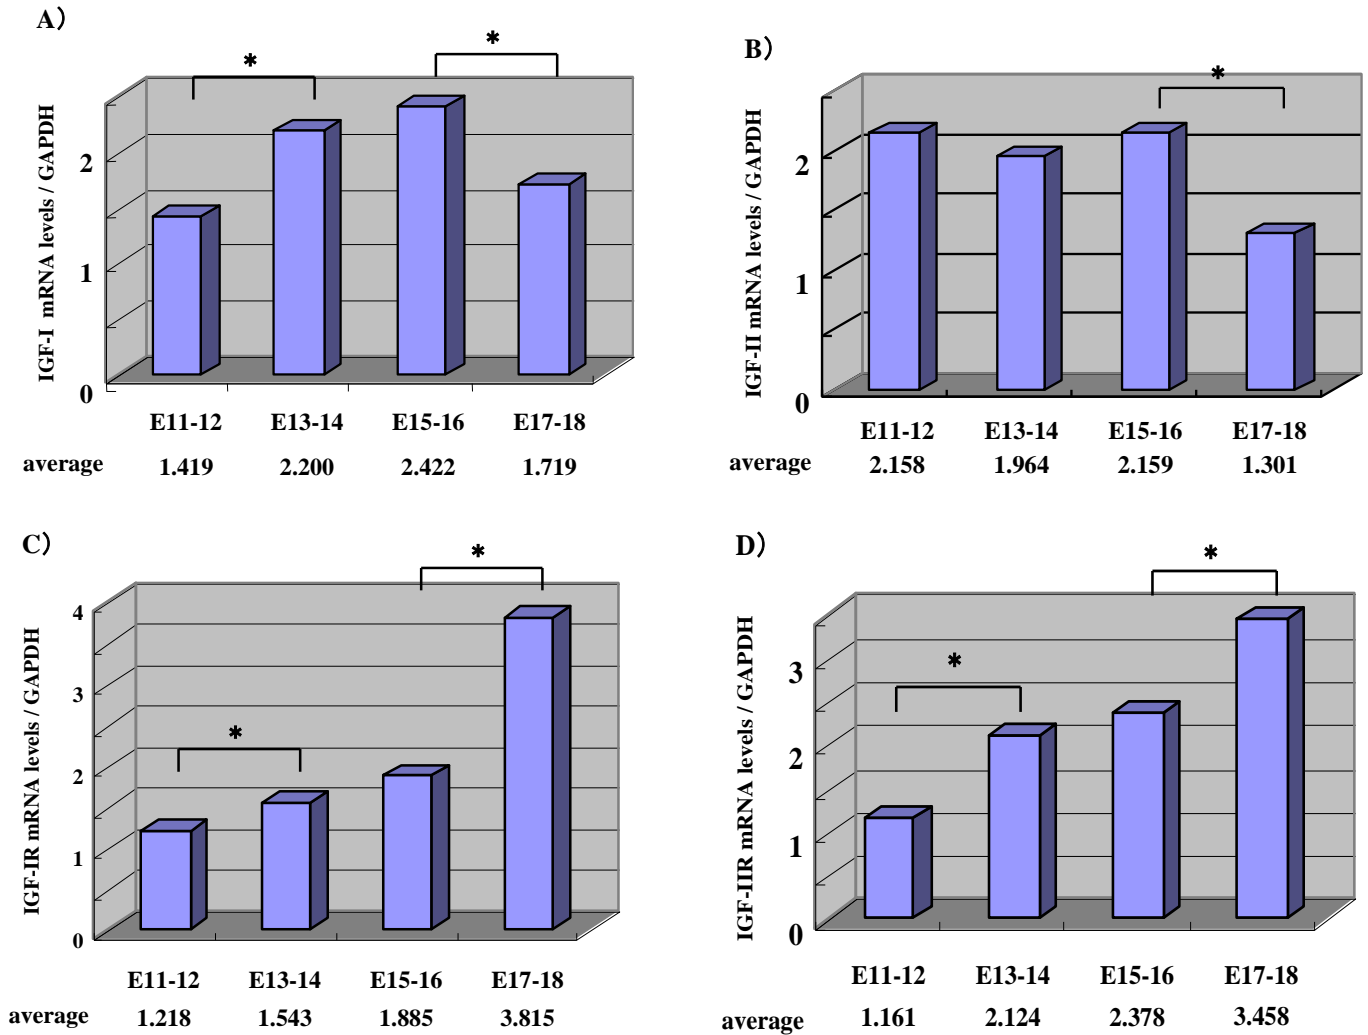 A)
*
*
IGF-I mRNA levels / GAPDH
2
1
0
E11-12 E13-14 E15-16 E17-18
average 1.419 2.200 2.422 1.719
B)
*
IGF-II mRNA levels / GAPDH
2
1
0
E11-12 E13-14 E15-16 E17-18
average 2.158 1.964 2.159 1.301
C)
*
*
IGF-IR mRNA levels / GAPDH
4
3
2
1
0
E11-12 E13-14 E15-16 E17-18
average 1.218 1.543 1.885 3.815
D)
*
*
IGF-IIR mRNA levels / GAPDH
3
2
1
0
E11-12 E13-14 E15-16 E17-18
average 1.161 2.124 2.378 3.458